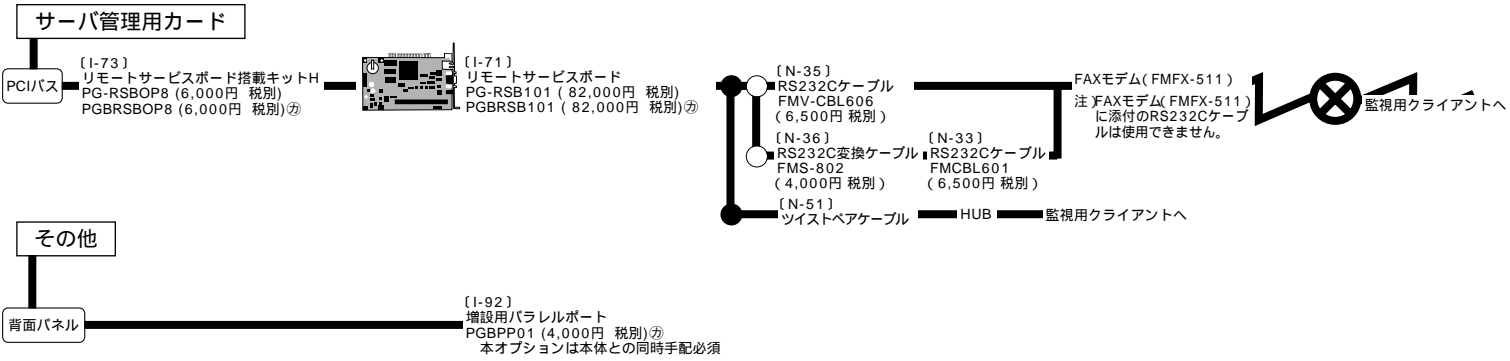 サーバ管理用カード
PCIバス
〔I-73〕
リモートサービスボード搭載キットH
PG-RSBOP8 (6,000円 税別)
PGBRSBOP8 (6,000円 税別)㋕
〔I-71〕
リモートサービスボード
PG-RSB101 ( 82,000円 税別)
PGBRSB101 ( 82,000円 税別)㋕
〔N-35〕
RS232Cケーブル
FMV-CBL606
( 6,500円 税別 )
〔N-36〕
RS232C変換ケーブル
FMS-802
( 4,000円 税別 )
〔N-33〕
RS232Cケーブル
FMCBL601
( 6,500円 税別 )
FAXモデム( FMFX-511 )
注 )FAXモデム( FMFX-511 )
に添付のRS232Cケーブ
ルは使用できません。
監視用クライアントへ
〔N-51〕
ツイストペアケーブル
HUB
監視用クライアントへ
その他
背面パネル
〔I-92〕
増設用パラレルポート
PGBPP01 (4,000円 税別)㋕
本オプションは本体との同時手配必須